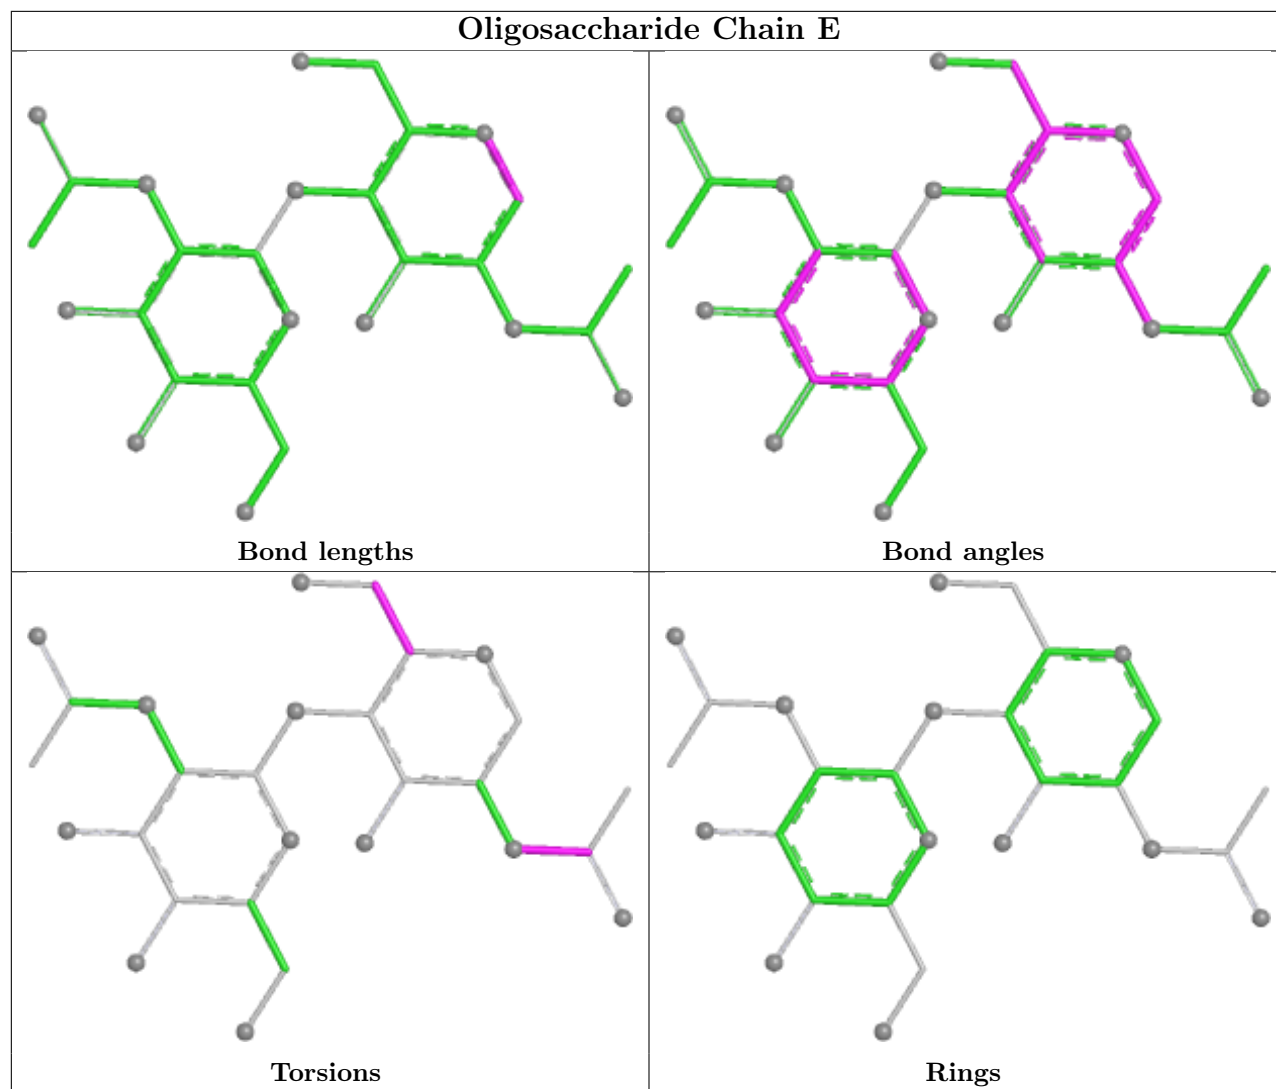 Oligosaccharide Chain E
Bond lengths
Bond angles
Torsions
Rings